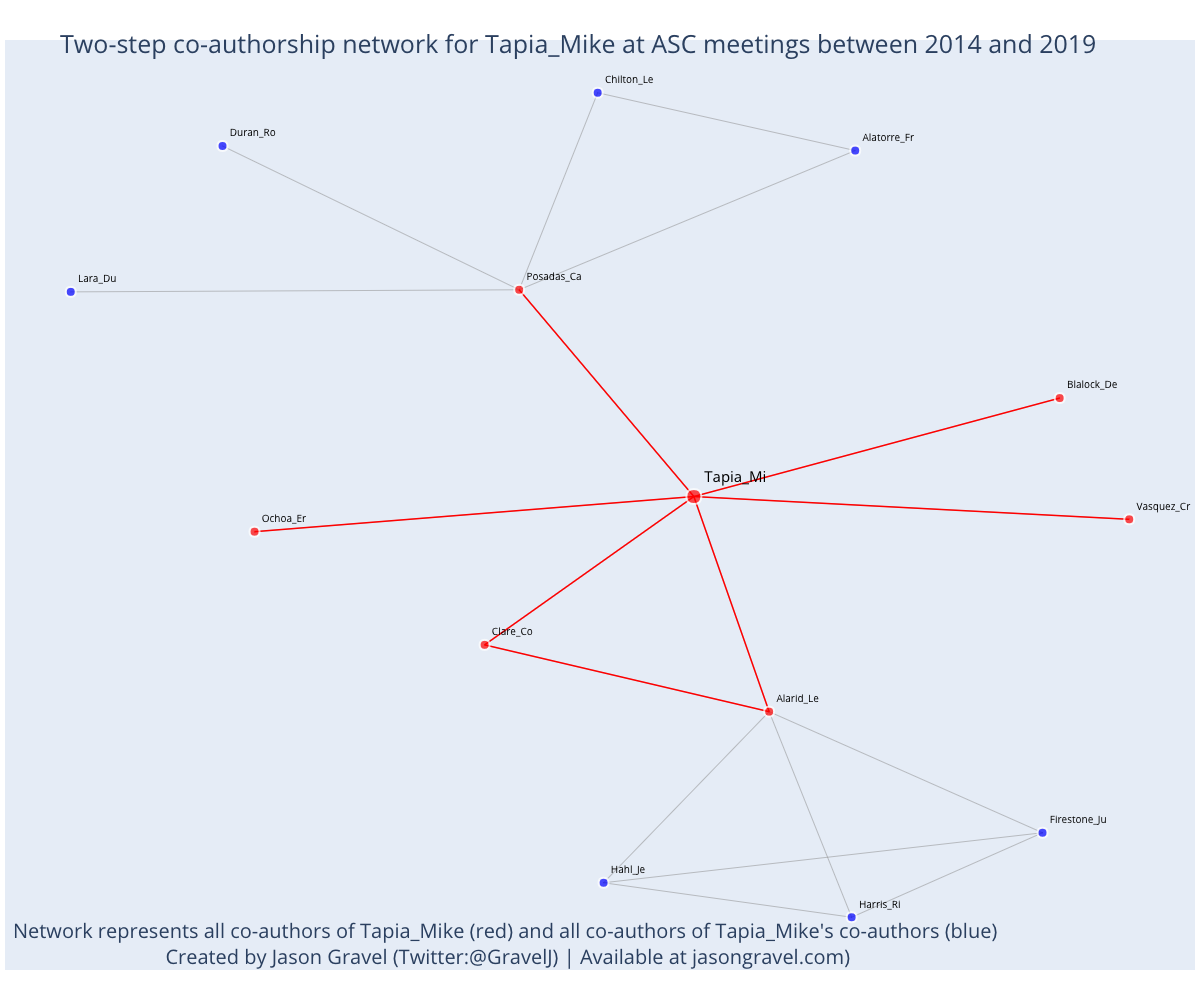 Two-step co-authorship network for Tapia_Mike at ASC meetings between 2014 and 2019
Chilton_Le
Duran_Ro
Alatorre_Fr
Posadas_Ca
Lara_Du
Blalock_De
Tapia_Mi
Vasquez_Cr
Ochoa_Er
Clare_Co
Alarid_Le
Firestone_Ju
Hahl_Je
Harris_Ri
Network represents all co-authors of Tapia_Mike (red) and all co-authors of Tapia_Mike's co-authors (blue)
Created by Jason Gravel (Twitter:@GravelJ) | Available at jasongravel.com)